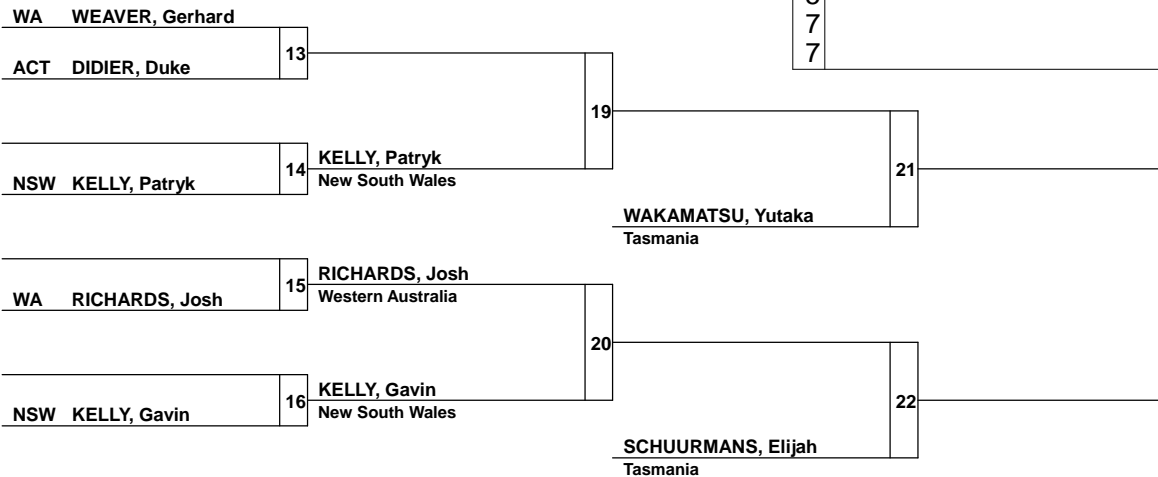 WA WEAVER, Gerhard
7
13
7
ACT DIDIER, Duke
19
KELLY, Patryk
14
21
NSW KELLY, Patryk
New South Wales
WAKAMATSU, Yutaka
Tasmania
RICHARDS, Josh
15
WA RICHARDS, Josh
Western Australia
20
KELLY, Gavin
16
22
NSW KELLY, Gavin
New South Wales
SCHUURMANS, Elijah
Tasmania